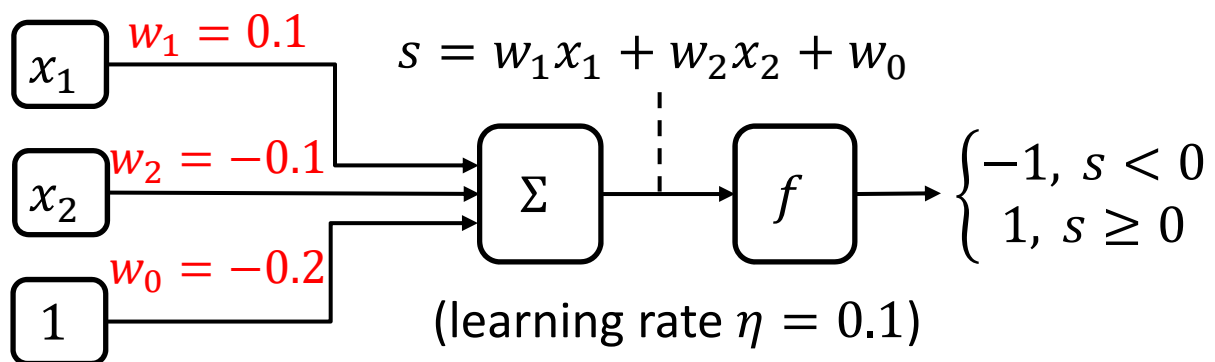 w₁ = 0.1
x₁
s = w₁x₁ + w₂x₂ + w₀
w₂ = −0.1
x₂
Σ
f
−1, s < 0
1, s ≥ 0
w₀ = −0.2
1
(learning rate η = 0.1)